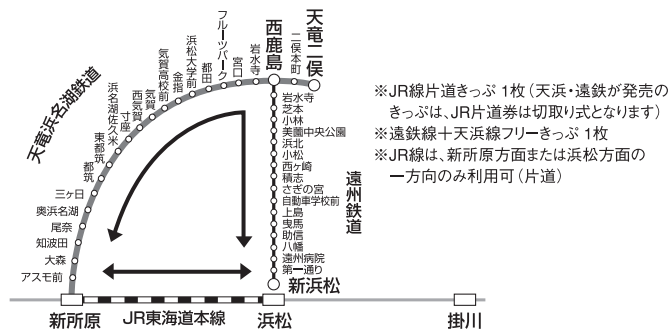 天竜浜名湖鉄道
アスモ前
大森
知波田
尾奈
奥浜名湖
三ヶ日
都筑
東都筑
浜名湖佐久米
寸座
西気賀
気賀
気賀高校前
金指
浜松大学前
都田
フルーツパーク
宮口
岩水寺
西鹿島
二俣本町
天竜二俣
岩水寺
芝本
小林
美薗中央公園
浜北
小松
西ヶ崎
積志
さぎの宮
自動車学校前
上島
曳馬
助信
八幡
遠州病院
第一通り
新浜松
遠州鉄道
新所原
JR東海道本線
浜松
掛川
※JR線片道きっぷ 1枚(天浜・遠鉄が発売の
きっぷは、JR片道券は切取り式となります)
※遠鉄線+天浜線フリーきっぷ 1枚
※JR線は、新所原方面または浜松方面の
一方向のみ利用可(片道)